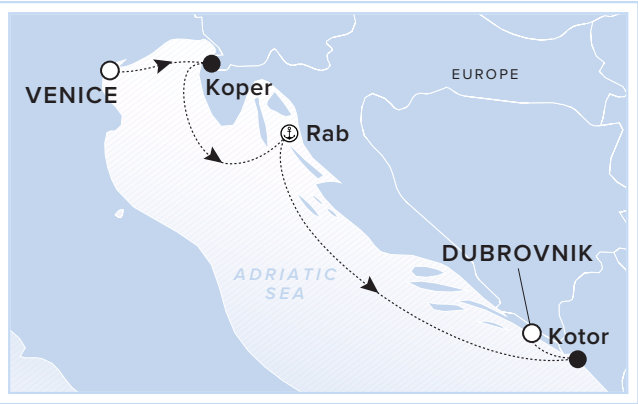 EUROPE
VENICE
Koper
Rab
DUBROVNIK
ADRIATIC
SEA
Kotor